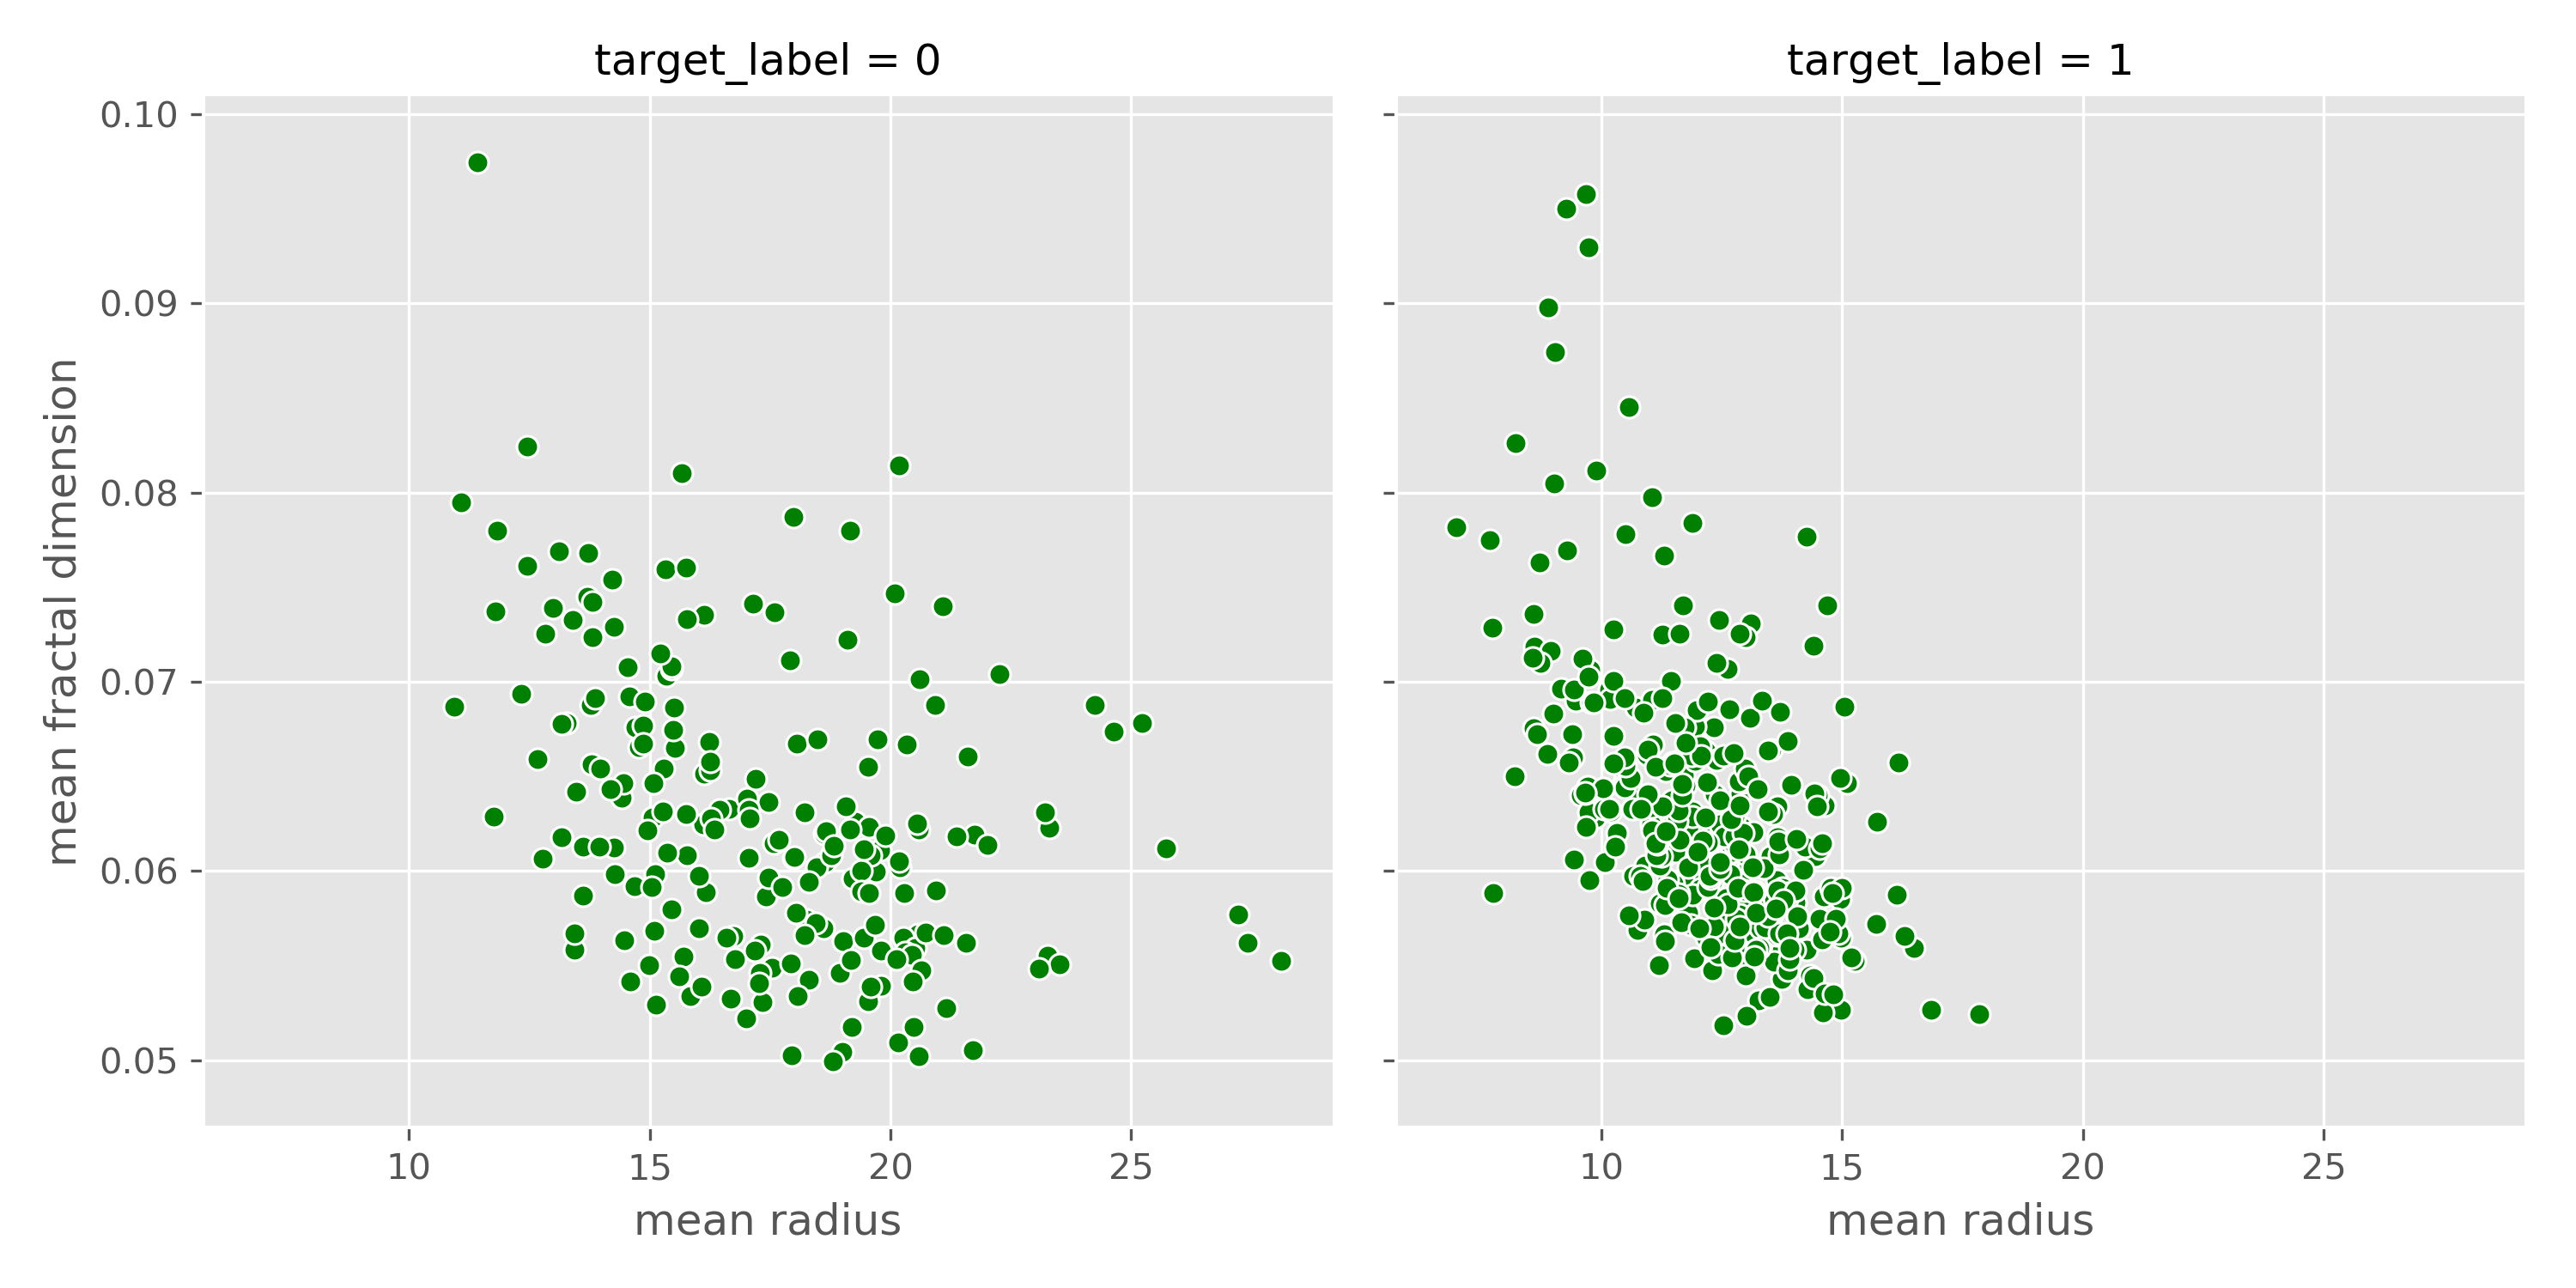 target_label = 0
target_label = 1
0.10
0.09
0.08
0.07
0.06
0.05
mean fractal dimension
10 15 20 25
10 15 20 25
mean radius
mean radius